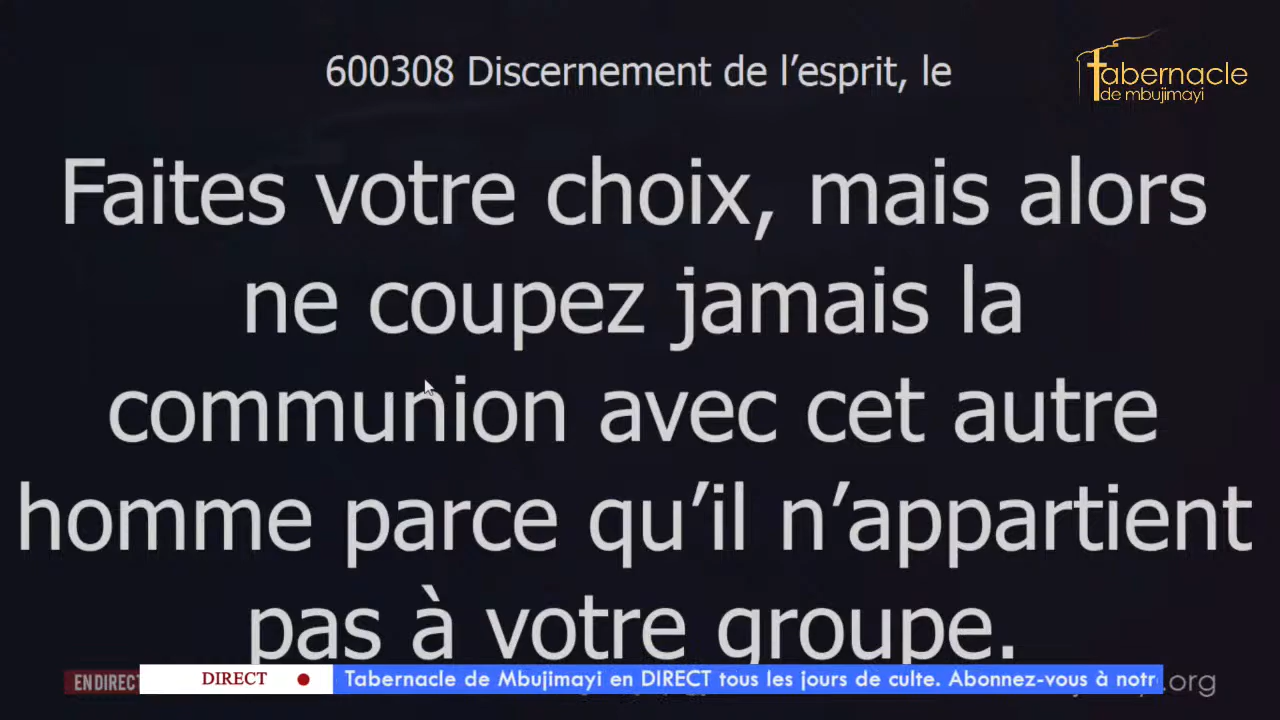 600308 Discernement de l’esprit, le
Tabernacle
de mbujimayi
Faites votre choix, mais alors
ne coupez jamais la
communion avec cet autre
homme parce qu’il n’appartient
pas à votre groupe.
EN DIRECT
DIRECT
Tabernacle de Mbujimayi en DIRECT tous les jours de culte. Abonnez-vous à notr
.org